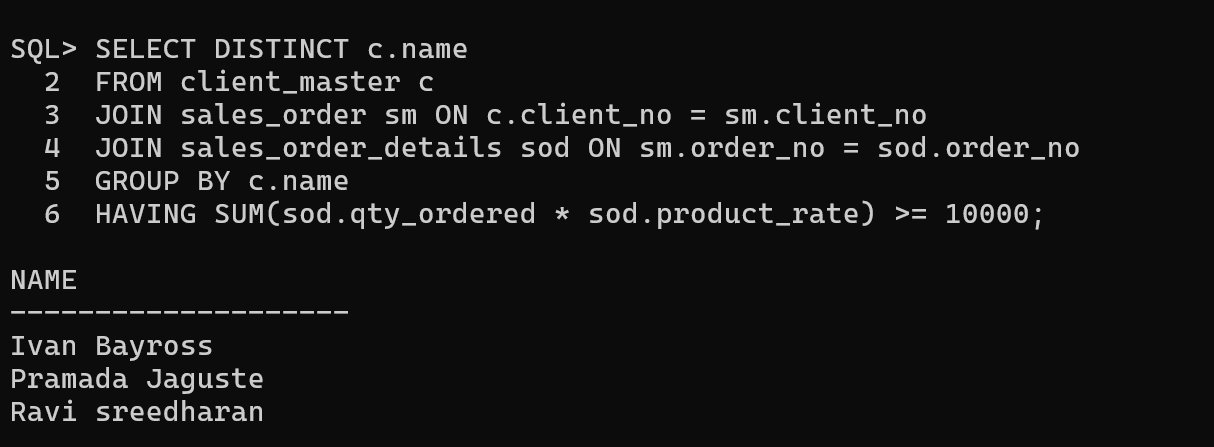 SQL> SELECT DISTINCT c.name
  2  FROM client_master c
  3  JOIN sales_order sm ON c.client_no = sm.client_no
  4  JOIN sales_order_details sod ON sm.order_no = sod.order_no
  5  GROUP BY c.name
  6  HAVING SUM(sod.qty_ordered * sod.product_rate) >= 10000;
NAME
--------------------
Ivan Bayross
Pramada Jaguste
Ravi sreedharan